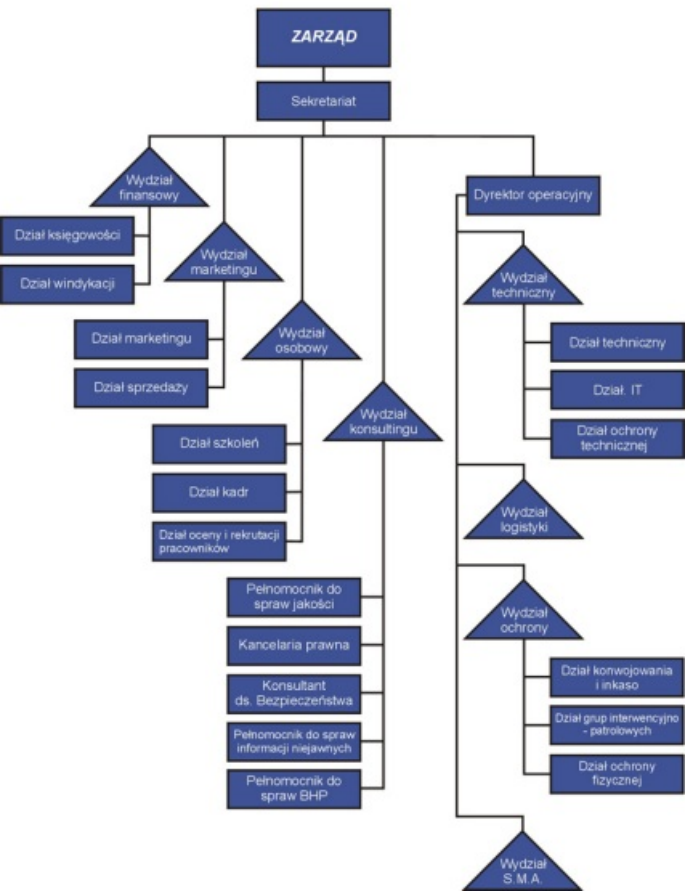 ZARZĄD
Sekretariat
Wydział
finansowy
Dział księgowości
Dział windykacji
Wydział
marketingu
Dział marketingu
Dział sprzedaży
Wydział
osobowy
Dział szkoleń
Dział kadr
Dział oceny i rekrutacji
pracowników
Wydział
konsultingu
Pełnomocnik do
spraw jakości
Kancelaria prawna
Konsultant
ds. Bezpieczeństwa
Pełnomocnik do spraw
informacji niejawnych
Pełnomocnik do
spraw BHP
Dyrektor operacyjny
Wydział
techniczny
Dział techniczny
Dział. IT
Dział ochrony
technicznej
Wydział
logistyki
Wydział
ochrony
Dział konwojowania
i inkaso
Dział grup interwencyjno
- patrolowych
Dział ochrony
fizycznej
Wydział
S.M.A.